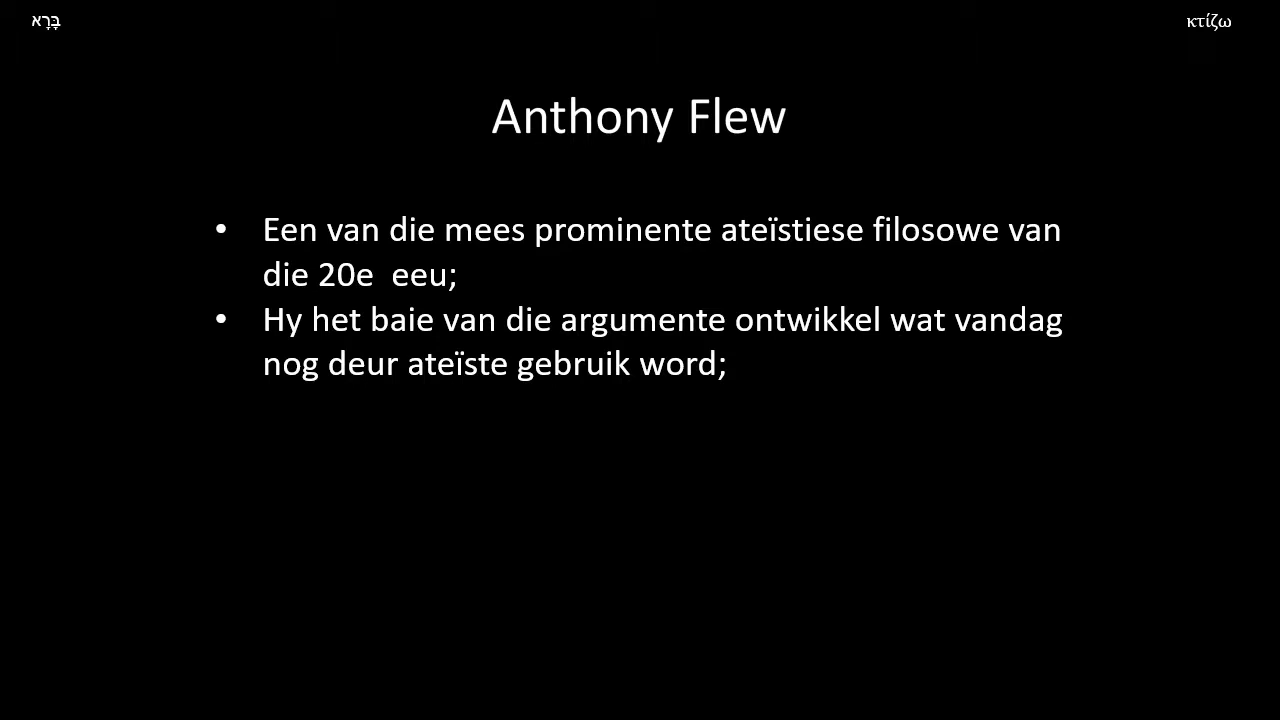 בָּרָא
κτίζω
Anthony Flew
• Een van die mees prominente ateïstiese filosowe van
die 20e  eeu;
• Hy het baie van die argumente ontwikkel wat vandag
nog deur ateïste gebruik word;